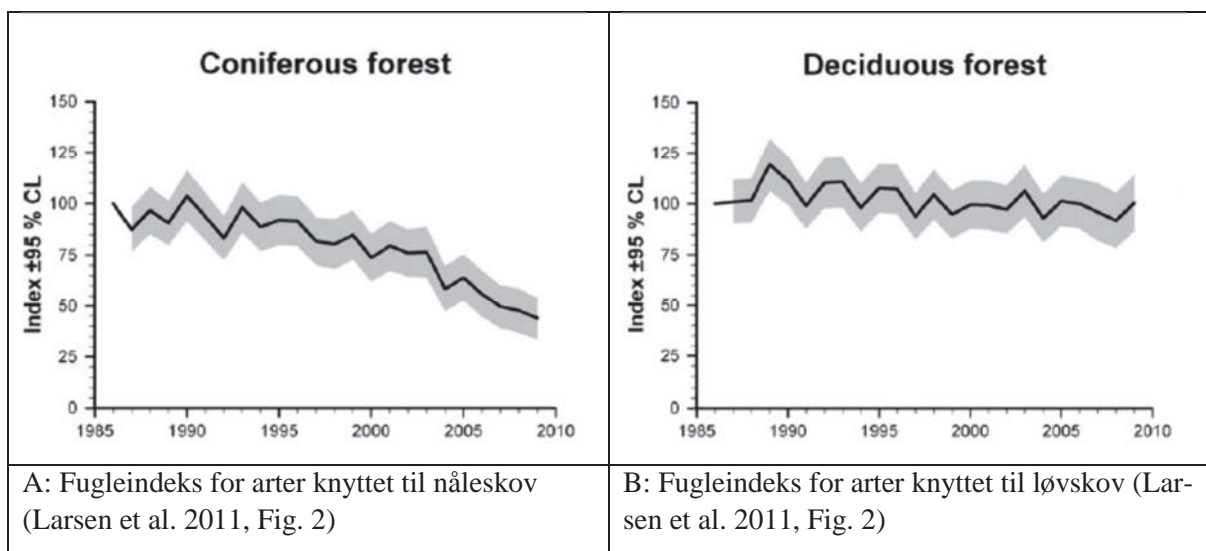 Coniferous forest
150
125
100
75
50
25
0
Index ±95 % CL
1985 1990 1995 2000 2005 2010
Deciduous forest
150
125
100
75
50
25
0
Index ±95 % CL
1985 1990 1995 2000 2005 2010
A: Fugleindeks for arter knyttet til nåleskov
(Larsen et al. 2011, Fig. 2)
B: Fugleindeks for arter knyttet til løvskov (Lar-
sen et al. 2011, Fig. 2)